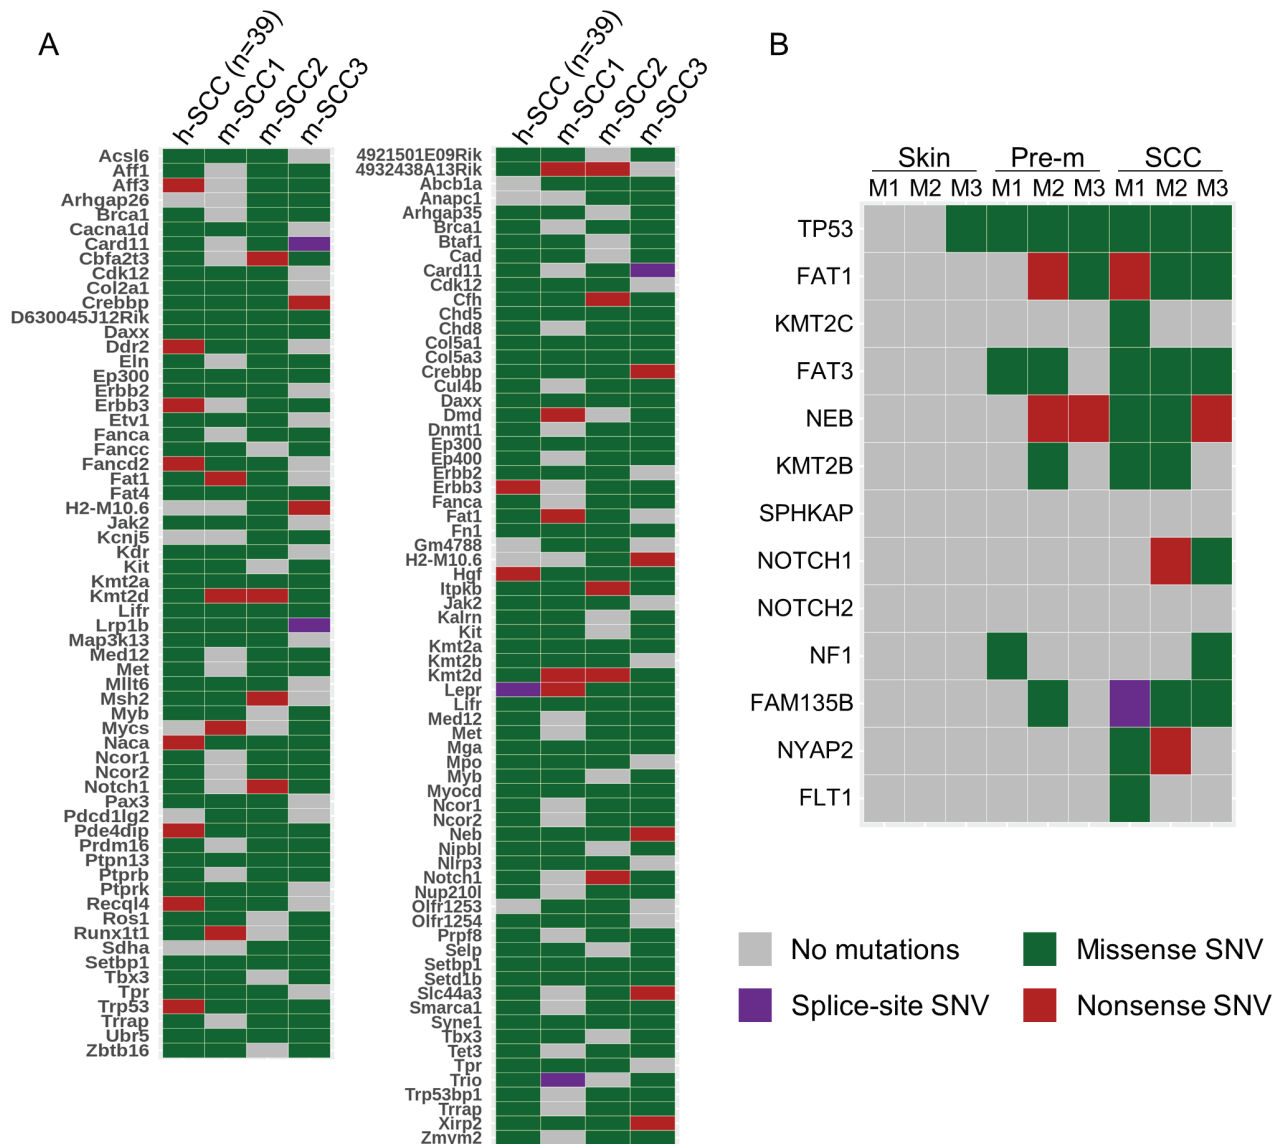 A
h-SCC (n=39)
m-SCC1
m-SCC2
m-SCC3
Acsl6
Aff1
Aff3
Arhgap26
Brca1
Cacna1d
Card11
Cbfa2t3
Cdk12
Col2a1
Crebbp
D630045J12Rik
Daxx
Ddr2
Eln
Ep300
Erbb2
Erbb3
Etv1
Fanca
Fancc
Fancd2
Fat1
Fat4
H2-M10.6
Jak2
Kcnj5
Kdr
Kit
Kmt2a
Kmt2d
Lifr
Lrp1b
Map3k13
Med12
Met
Mllt6
Msh2
Myb
Mycs
Naca
Ncor1
Ncor2
Notch1
Pax3
Pdcd1lg2
Pde4dip
Prdm16
Ptpn13
Ptprb
Ptprk
Recql4
Ros1
Runx1t1
Sdha
Setbp1
Tbx3
Tpr
Trp53
Trrap
Ubr5
Zbtb16
h-SCC (n=39)
m-SCC1
m-SCC2
m-SCC3
4921501E09Rik
4932438A13Rik
Abcb1a
Anapc1
Arhgap35
Brca1
Btaf1
Cad
Card11
Cdk12
Cfh
Chd5
Chd8
Col5a1
Col5a3
Crebbp
Cul4b
Daxx
Dmd
Dnmt1
Ep300
Ep400
Erbb2
Erbb3
Fanca
Fat1
Fn1
Gm4788
H2-M10.6
Hgf
Itpkb
Jak2
Kalrn
Kit
Kmt2a
Kmt2b
Kmt2d
Lepr
Lifr
Med12
Met
Mga
Mpo
Myb
Myocd
Ncor1
Ncor2
Neb
Nipbl
Nlrp3
Notch1
Nup210l
Olfr1253
Olfr1254
Prpf8
Selp
Setbp1
Setd1b
Slc44a3
Smarca1
Syne1
Tbx3
Tet3
Tpr
Trio
Trp53bp1
Trrap
Xirp2
Zmym2
B
Skin Pre-m SCC
M1 M2 M3 M1 M2 M3 M1 M2 M3
TP53
FAT1
KMT2C
FAT3
NEB
KMT2B
SPHKAP
NOTCH1
NOTCH2
NF1
FAM135B
NYAP2
FLT1
No mutations Missense SNV
Splice-site SNV Nonsense SNV